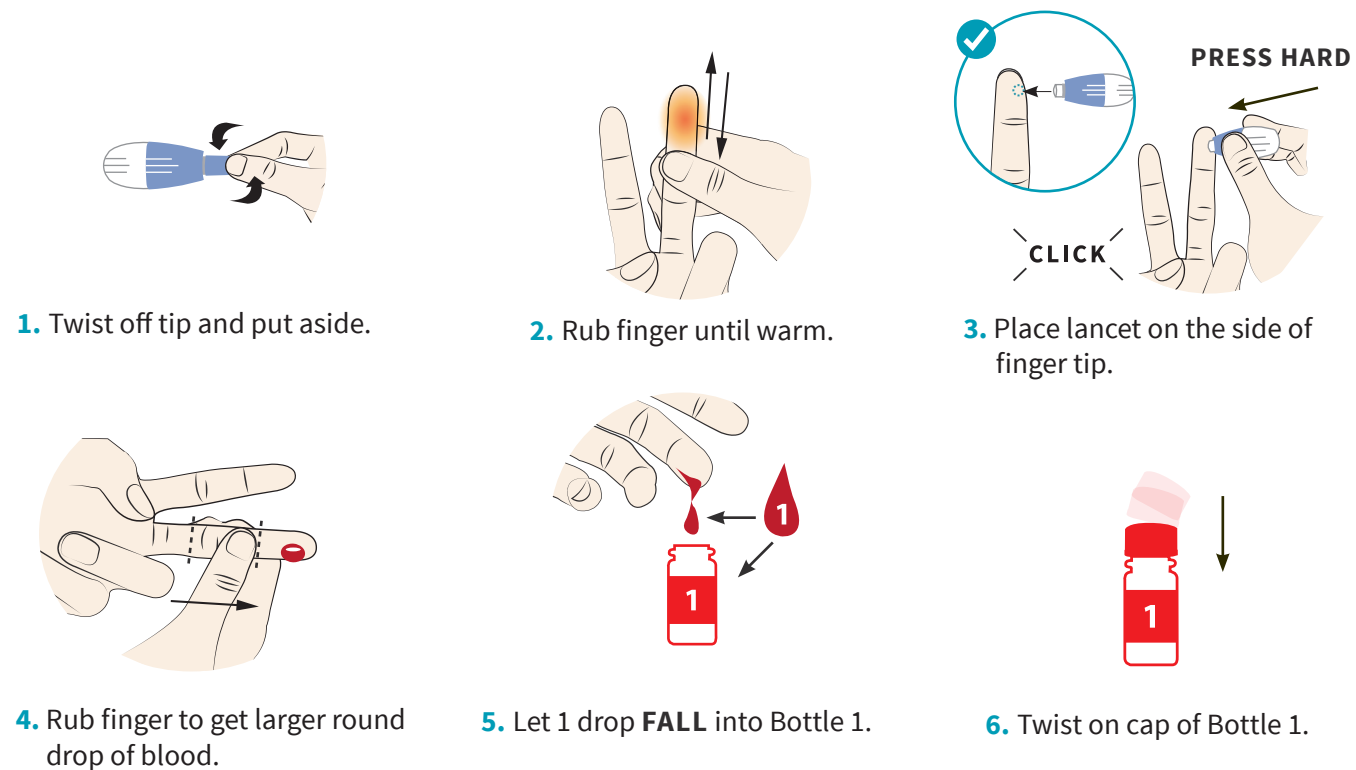 PRESS HARD
CLICK
1. Twist off tip and put aside.
2. Rub finger until warm.
3. Place lancet on the side of
finger tip.
1
1
1
4. Rub finger to get larger round
drop of blood.
5. Let 1 drop FALL into Bottle 1.
6. Twist on cap of Bottle 1.